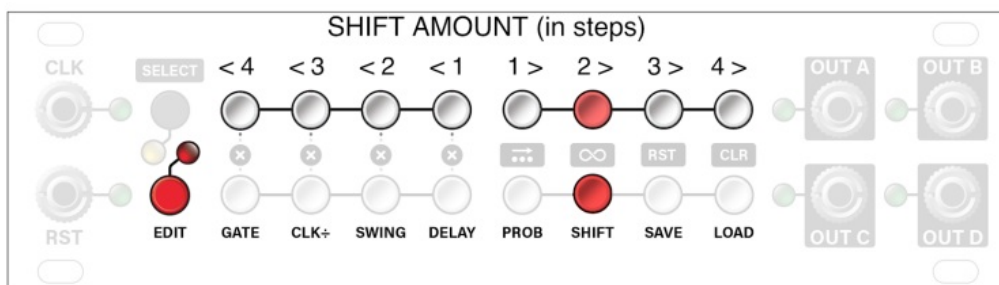 SHIFT AMOUNT (in steps)
CLK SELECT < 4 < 3 < 2 < 1 1 > 2 > 3 > 4 > OUT A OUT B
RST CLR
RST EDIT GATE CLK÷ SWING DELAY PROB SHIFT SAVE LOAD OUT C OUT D